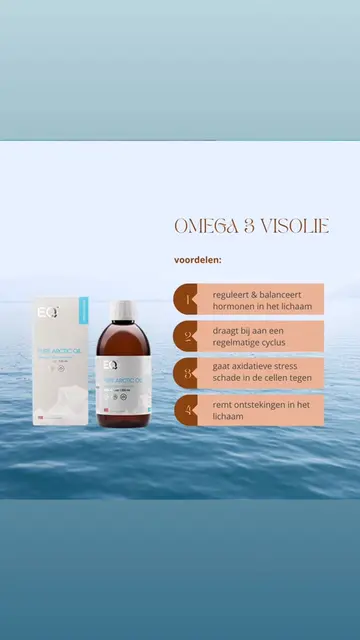 OMEGA 3 VISOLIE
voordelen:
1
reguleert & balanceert
hormonen in het lichaam
2
draagt bij aan een
regelmatige cyclus
3
gaat axidatieve stress
schade in de cellen tegen
4
remt ontstekingen in het
lichaam
EQ
PURE ARCTIC OIL
EQ
PURE ARCTIC OIL